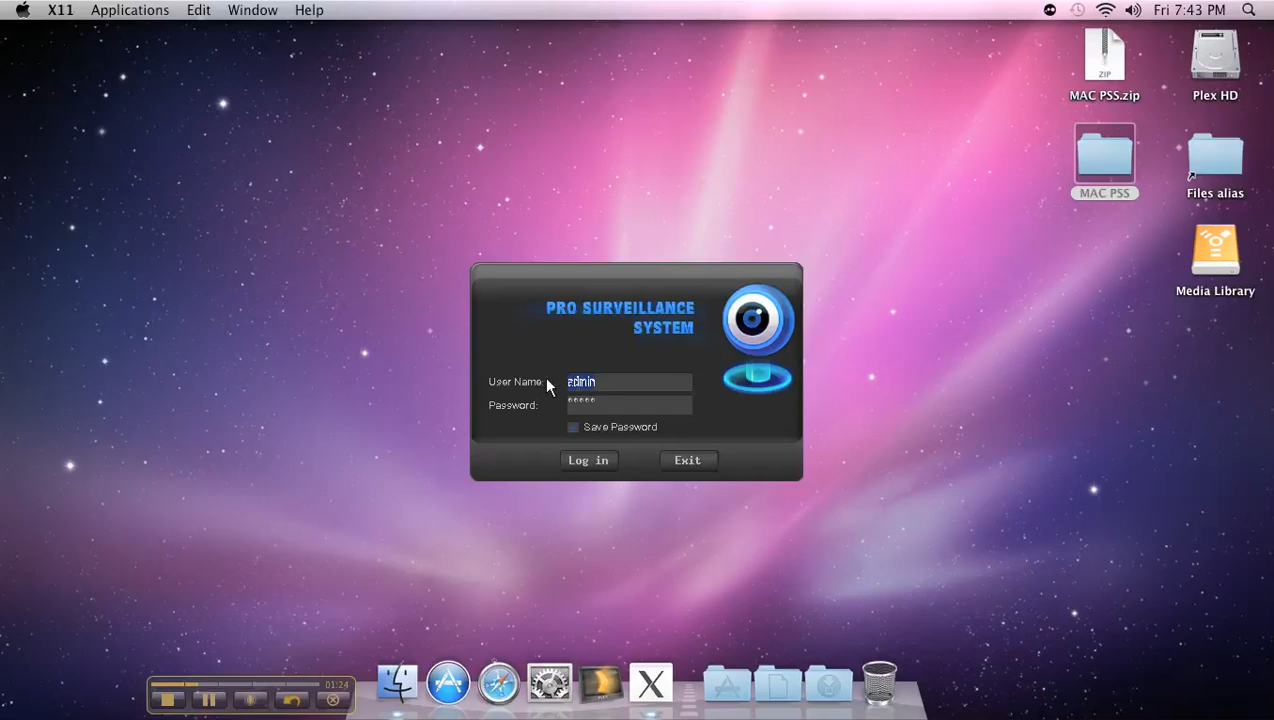 X11 Applications Edit Window Help Fri 7:43 PM
ZIP
MAC PSS.zip Plex HD
MAC PSS Files alias
Media Library
PRO SURVEILLANCE
SYSTEM
User Name: admin
Password: *****
Save Password
Log in Exit
01:24